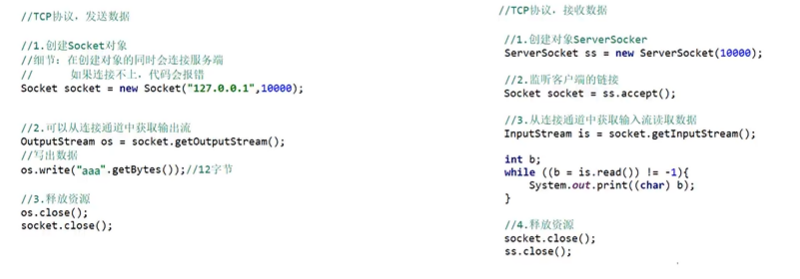 //TCP协议，发送数据
//1.创建Socket对象
//细节：在创建对象的同时会连接服务端
//      如果连接不上，代码会报错
Socket socket = new Socket("127.0.0.1",10000);
//2.可以从连接通道中获取输出流
OutputStream os = socket.getOutputStream();
//写出数据
os.write("aaa".getBytes());//12字节
//3.释放资源
os.close();
socket.close();
//TCP协议，接收数据
//1.创建对象ServerSocker
ServerSocket ss = new ServerSocket(10000);
//2.监听客户端的链接
Socket socket = ss.accept();
//3.从连接通道中获取输入流读取数据
InputStream is = socket.getInputStream();
int b;
while ((b = is.read()) != -1){
    System.out.print((char) b);
}
//4.释放资源
socket.close();
ss.close();